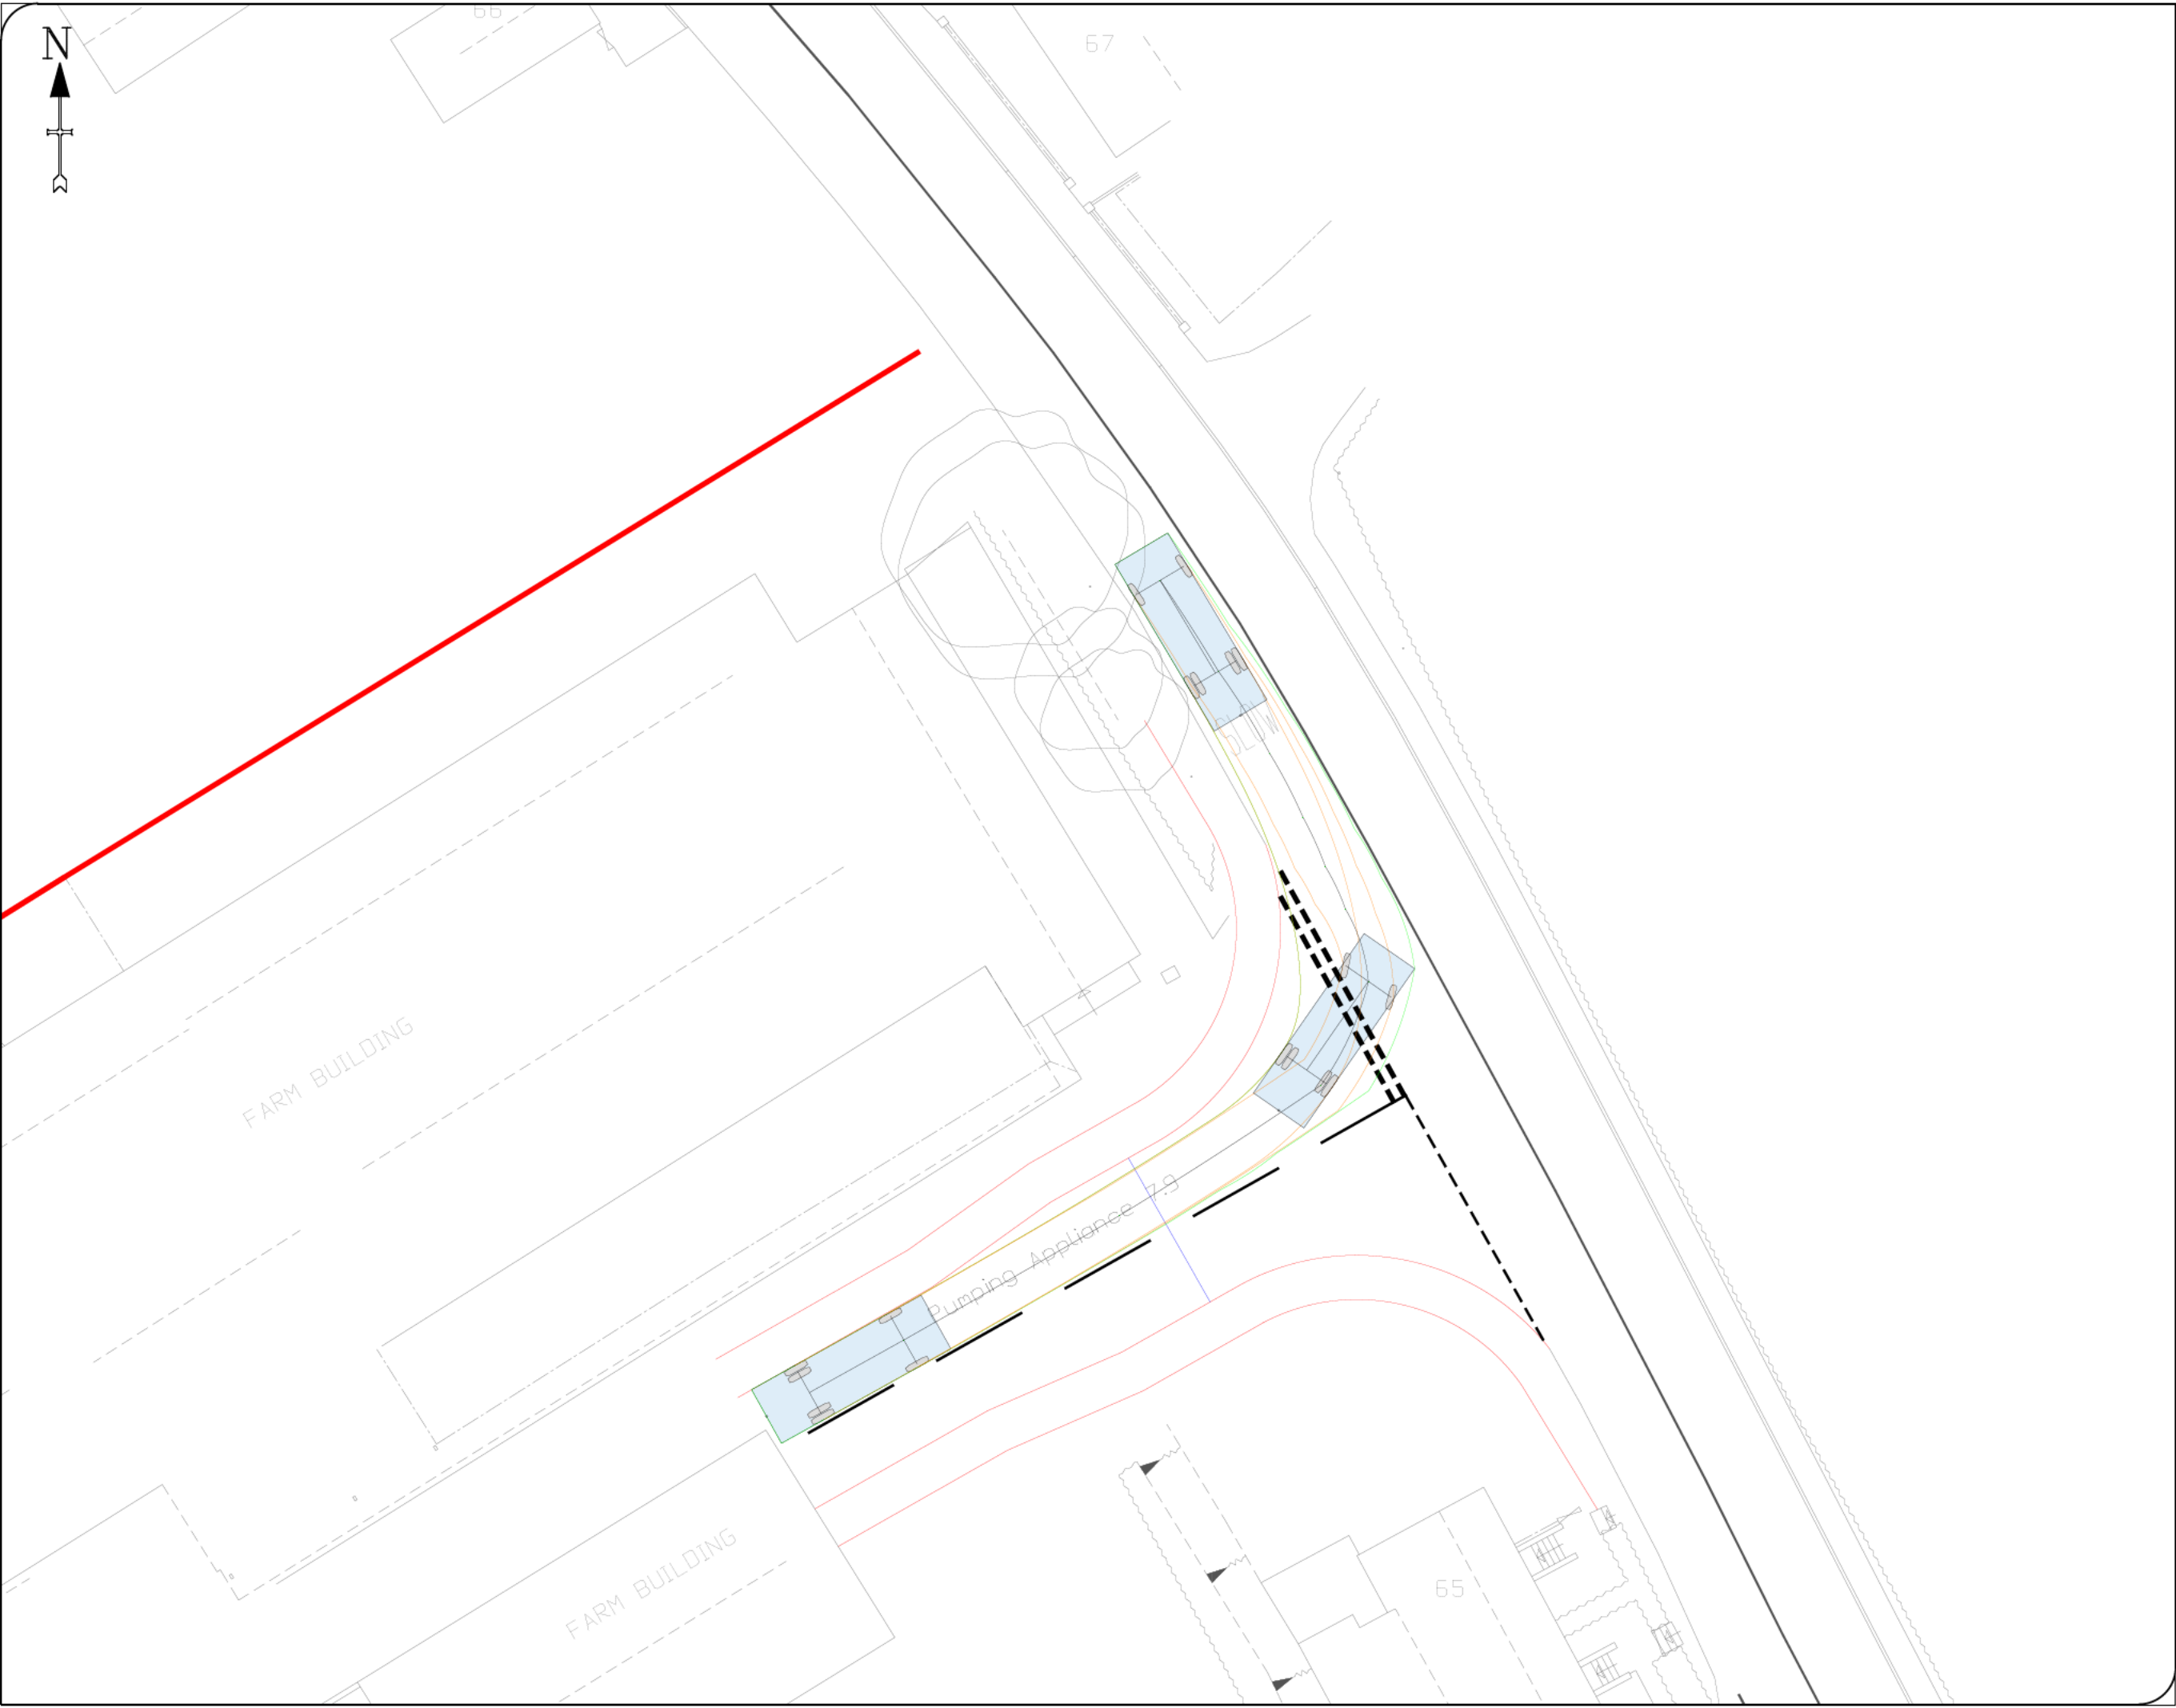 66
67
N
SLOW
FARM BUILDING
Pumping Appliance 7.9
FARM BUILDING
65